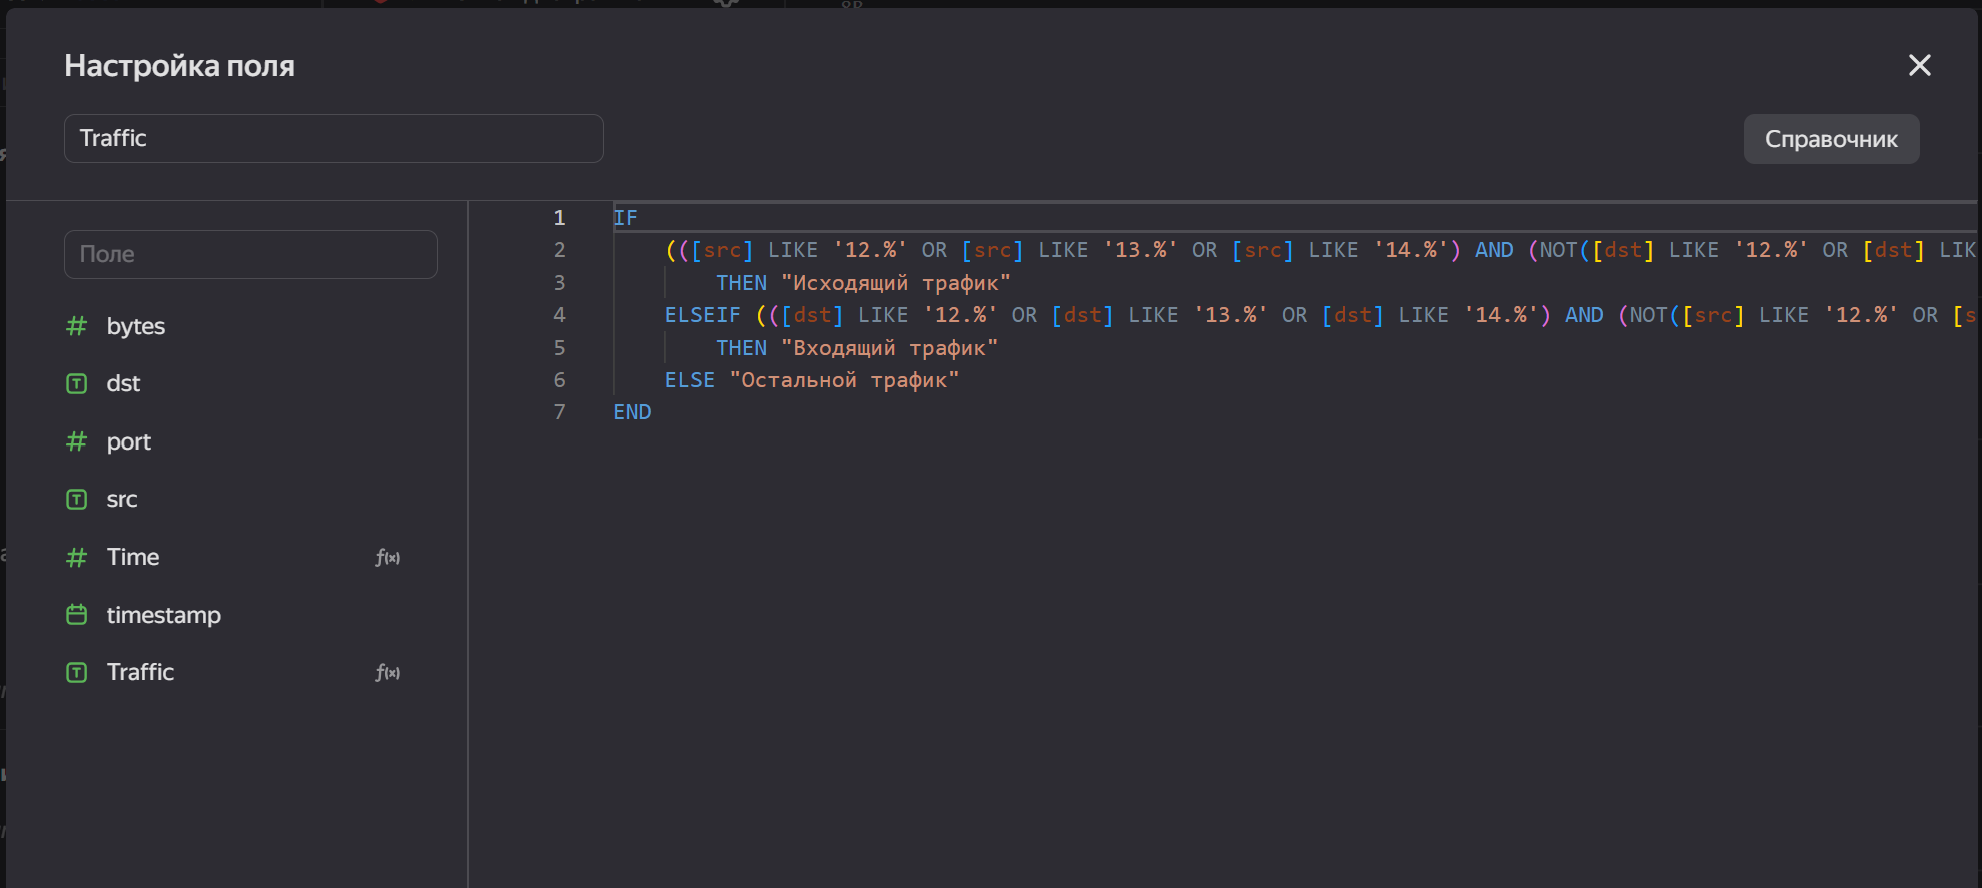 Настройка поля
Traffic
Справочник
Поле
bytes
dst
port
src
Time f(x)
timestamp
Traffic f(x)
1 IF
2 (([src] LIKE '12.%' OR [src] LIKE '13.%' OR [src] LIKE '14.%') AND (NOT([dst] LIKE '12.%' OR [dst] LIK
3 THEN "Исходящий трафик"
4 ELSEIF (([dst] LIKE '12.%' OR [dst] LIKE '13.%' OR [dst] LIKE '14.%') AND (NOT([src] LIKE '12.%' OR [s
5 THEN "Входящий трафик"
6 ELSE "Остальной трафик"
7 END